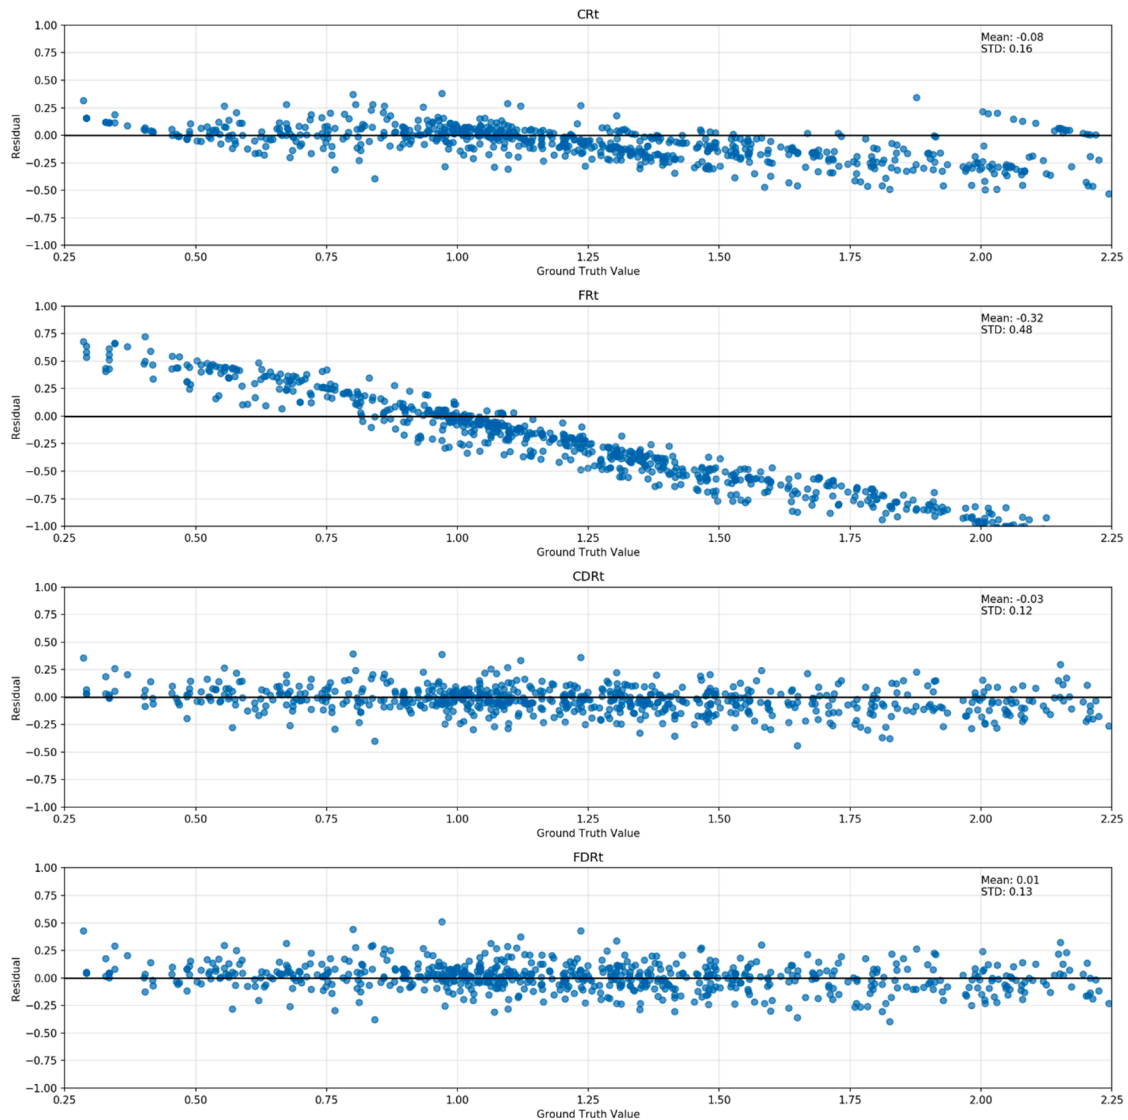 CRt
1.00
Mean: -0.08
STD: 0.16
0.75
0.50
0.25
0.00
−0.25
−0.50
−0.75
−1.00
Residual
0.25 0.50 0.75 1.00 1.25 1.50 1.75 2.00 2.25
Ground Truth Value
FRt
1.00
Mean: -0.32
STD: 0.48
0.75
0.50
0.25
0.00
−0.25
−0.50
−0.75
−1.00
Residual
0.25 0.50 0.75 1.00 1.25 1.50 1.75 2.00 2.25
Ground Truth Value
CDRt
1.00
Mean: -0.03
STD: 0.12
0.75
0.50
0.25
0.00
−0.25
−0.50
−0.75
−1.00
Residual
0.25 0.50 0.75 1.00 1.25 1.50 1.75 2.00 2.25
Ground Truth Value
FDRt
1.00
Mean: 0.01
STD: 0.13
0.75
0.50
0.25
0.00
−0.25
−0.50
−0.75
−1.00
Residual
0.25 0.50 0.75 1.00 1.25 1.50 1.75 2.00 2.25
Ground Truth Value